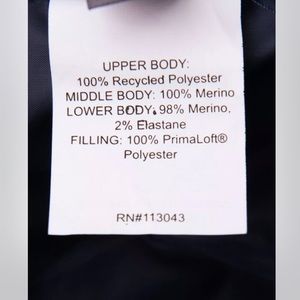 UPPER BODY:
100% Recycled Polyester
MIDDLE BODY: 100% Merino
LOWER BODY: 98% Merino,
2% Elastane
FILLING: 100% PrimaLoft®
Polyester
RN#113043